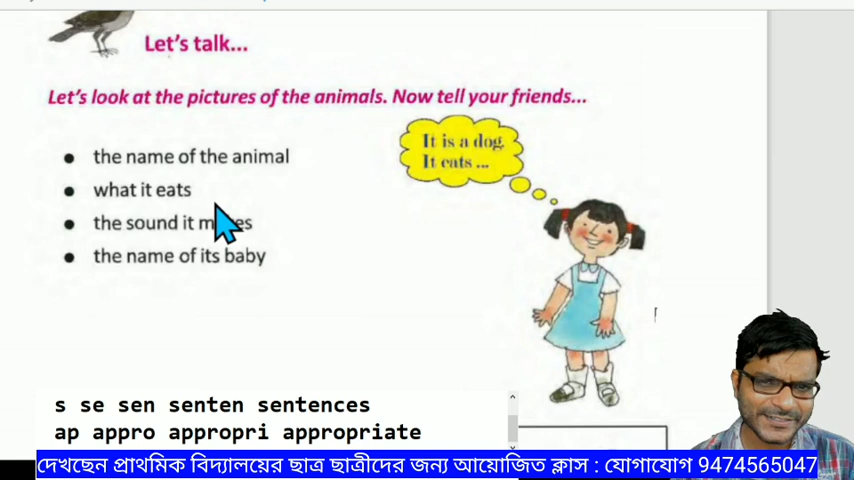 Let's talk...
Let's look at the pictures of the animals. Now tell your friends...
It is a dog.
It eats ...
● the name of the animal
● what it eats
● the sound it
● the name of its baby
s se sen senten sentences
ap appro appropri appropriate
দেখছেন প্রাথমিক বিদ্যালয়ের ছাত্র ছাত্রীদের জন্য আয়োজিত ক্লাস : যোগাযোগ 9474565047